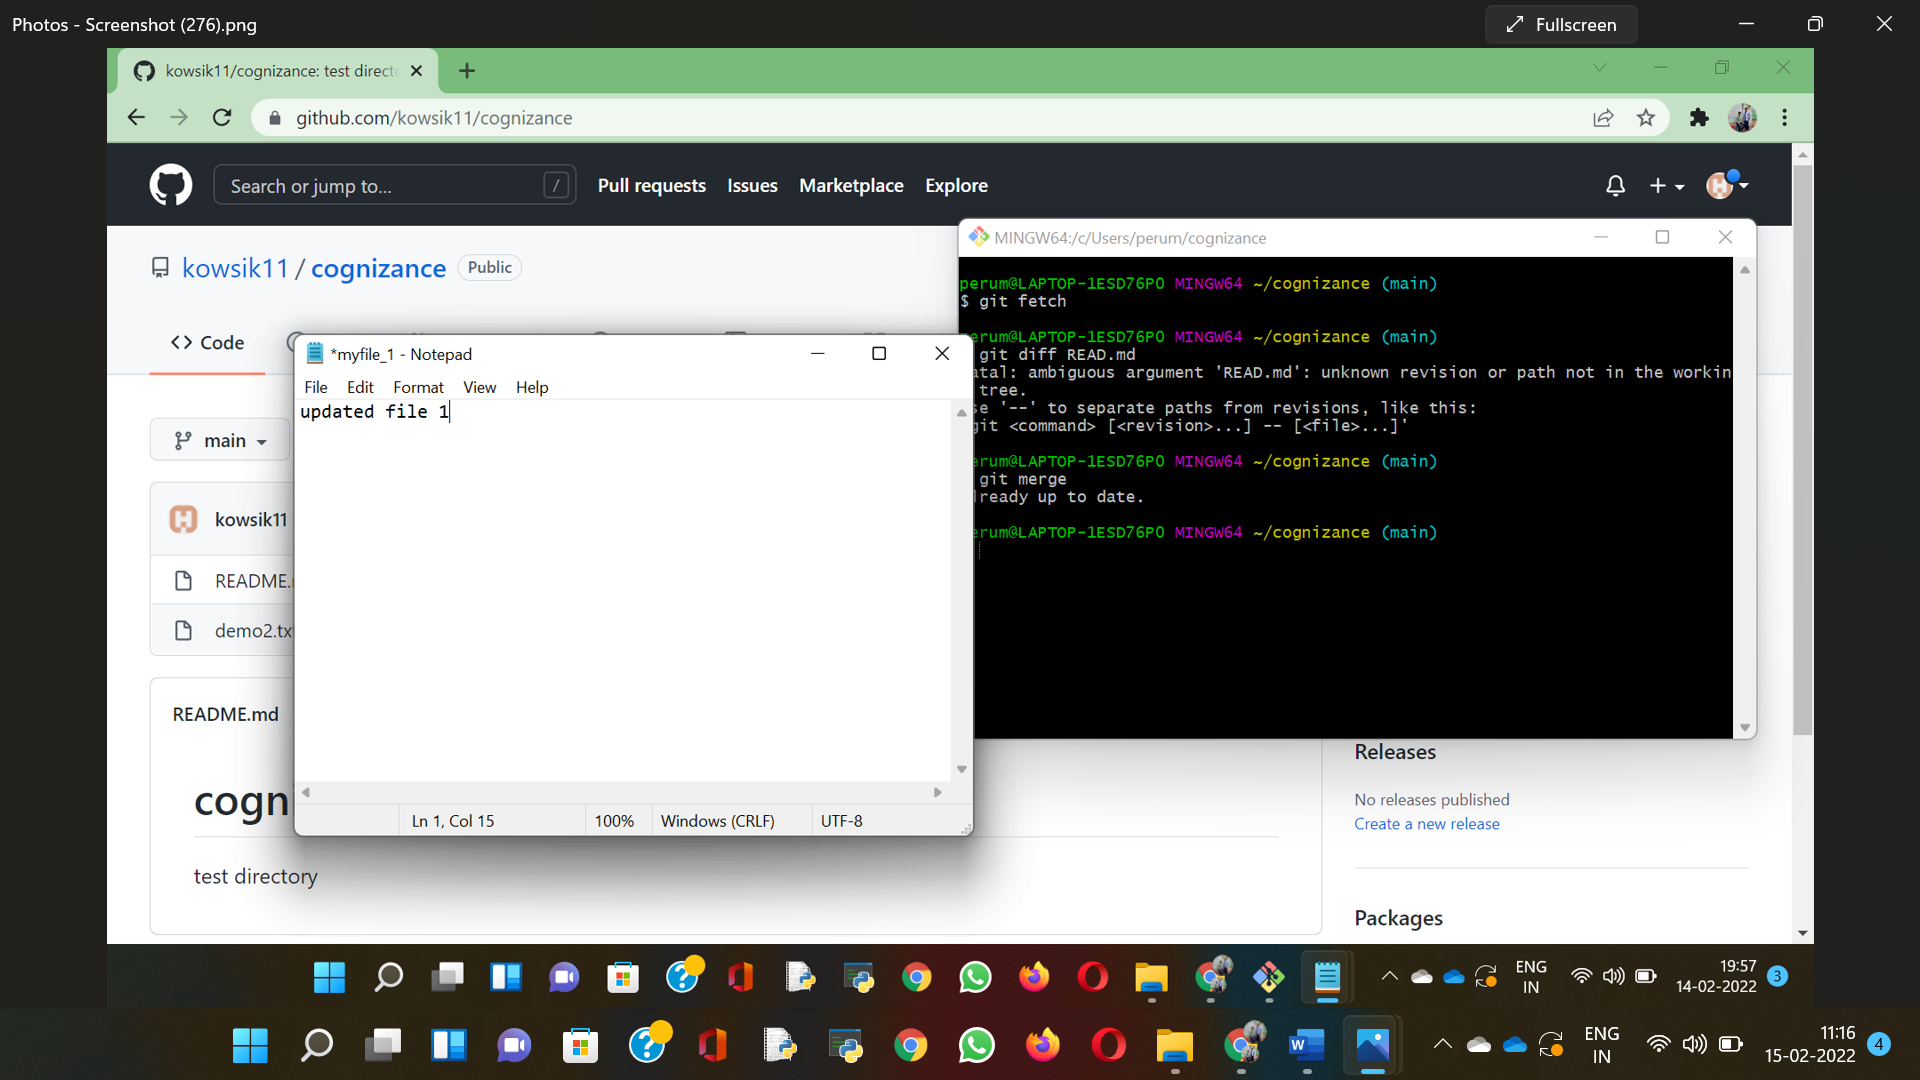 Photos - Screenshot (276).png
Fullscreen
kowsik11/cognizance: test direct
github.com/kowsik11/cognizance
Search or jump to...
/
Pull requests
Issues
Marketplace
Explore
kowsik11 / cognizance
Public
Code
main
kowsik11
README.
demo2.tx
README.md
cogn
test directory
*myfile_1 - Notepad
File Edit Format View Help
updated file 1
Ln 1, Col 15
100%
Windows (CRLF)
UTF-8
MINGW64:/c/Users/perum/cognizance
perum@LAPTOP-1ESD76P0 MINGW64 ~/cognizance (main)
$ git fetch
erum@LAPTOP-1ESD76P0 MINGW64 ~/cognizance (main)
git diff READ.md
atal: ambiguous argument 'READ.md': unknown revision or path not in the workin
tree.
se '--' to separate paths from revisions, like this:
git <command> [<revision>...] -- [<file>...]'
erum@LAPTOP-1ESD76P0 MINGW64 ~/cognizance (main)
git merge
lready up to date.
erum@LAPTOP-1ESD76P0 MINGW64 ~/cognizance (main)
Releases
No releases published
Create a new release
Packages
ENG
IN
19:57
14-02-2022
3
ENG
IN
11:16
15-02-2022
4